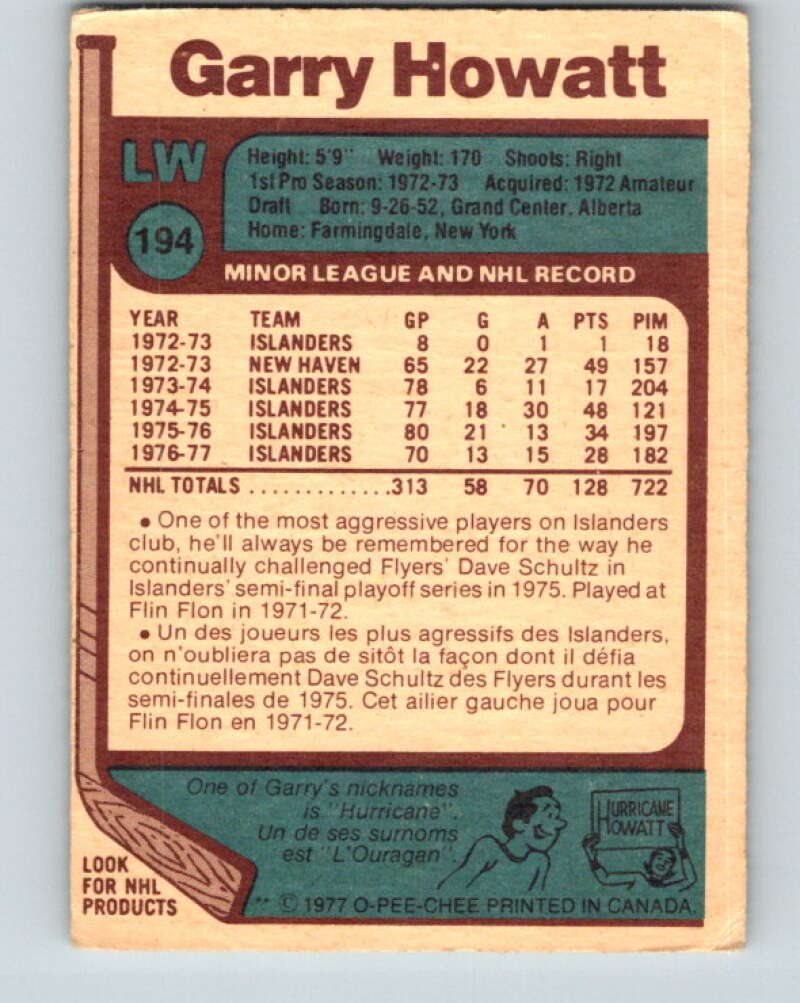 Garry Howatt
LW
194
Height: 5'9" Weight: 170 Shoots: Right
1st Pro Season: 1972-73 Acquired: 1972 Amateur
Draft Born: 9-26-52, Grand Center, Alberta
Home: Farmingdale, New York
MINOR LEAGUE AND NHL RECORD
YEAR TEAM GP G A PTS PIM
1972-73 ISLANDERS 8 0 1 1 18
1972-73 NEW HAVEN 65 22 27 49 157
1973-74 ISLANDERS 78 6 11 17 204
1974-75 ISLANDERS 77 18 30 48 121
1975-76 ISLANDERS 80 21 13 34 197
1976-77 ISLANDERS 70 13 15 28 182
NHL TOTALS .............313 58 70 128 722
• One of the most aggressive players on Islanders
club, he'll always be remembered for the way he
continually challenged Flyers' Dave Schultz in
Islanders' semi-final playoff series in 1975. Played at
Flin Flon in 1971-72.
• Un des joueurs les plus agressifs des Islanders,
on n'oubliera pas de sitôt la façon dont il défia
continuellement Dave Schultz des Flyers durant les
semi-finales de 1975. Cet ailier gauche joua pour
Flin Flon en 1971-72.
One of Garry's nicknames
is "Hurricane".
Un de ses surnoms
est "L'Ouragan".
HURRICANE
HOWATT
LOOK
FOR NHL
PRODUCTS
** © 1977 O-PEE-CHEE PRINTED IN CANADA.